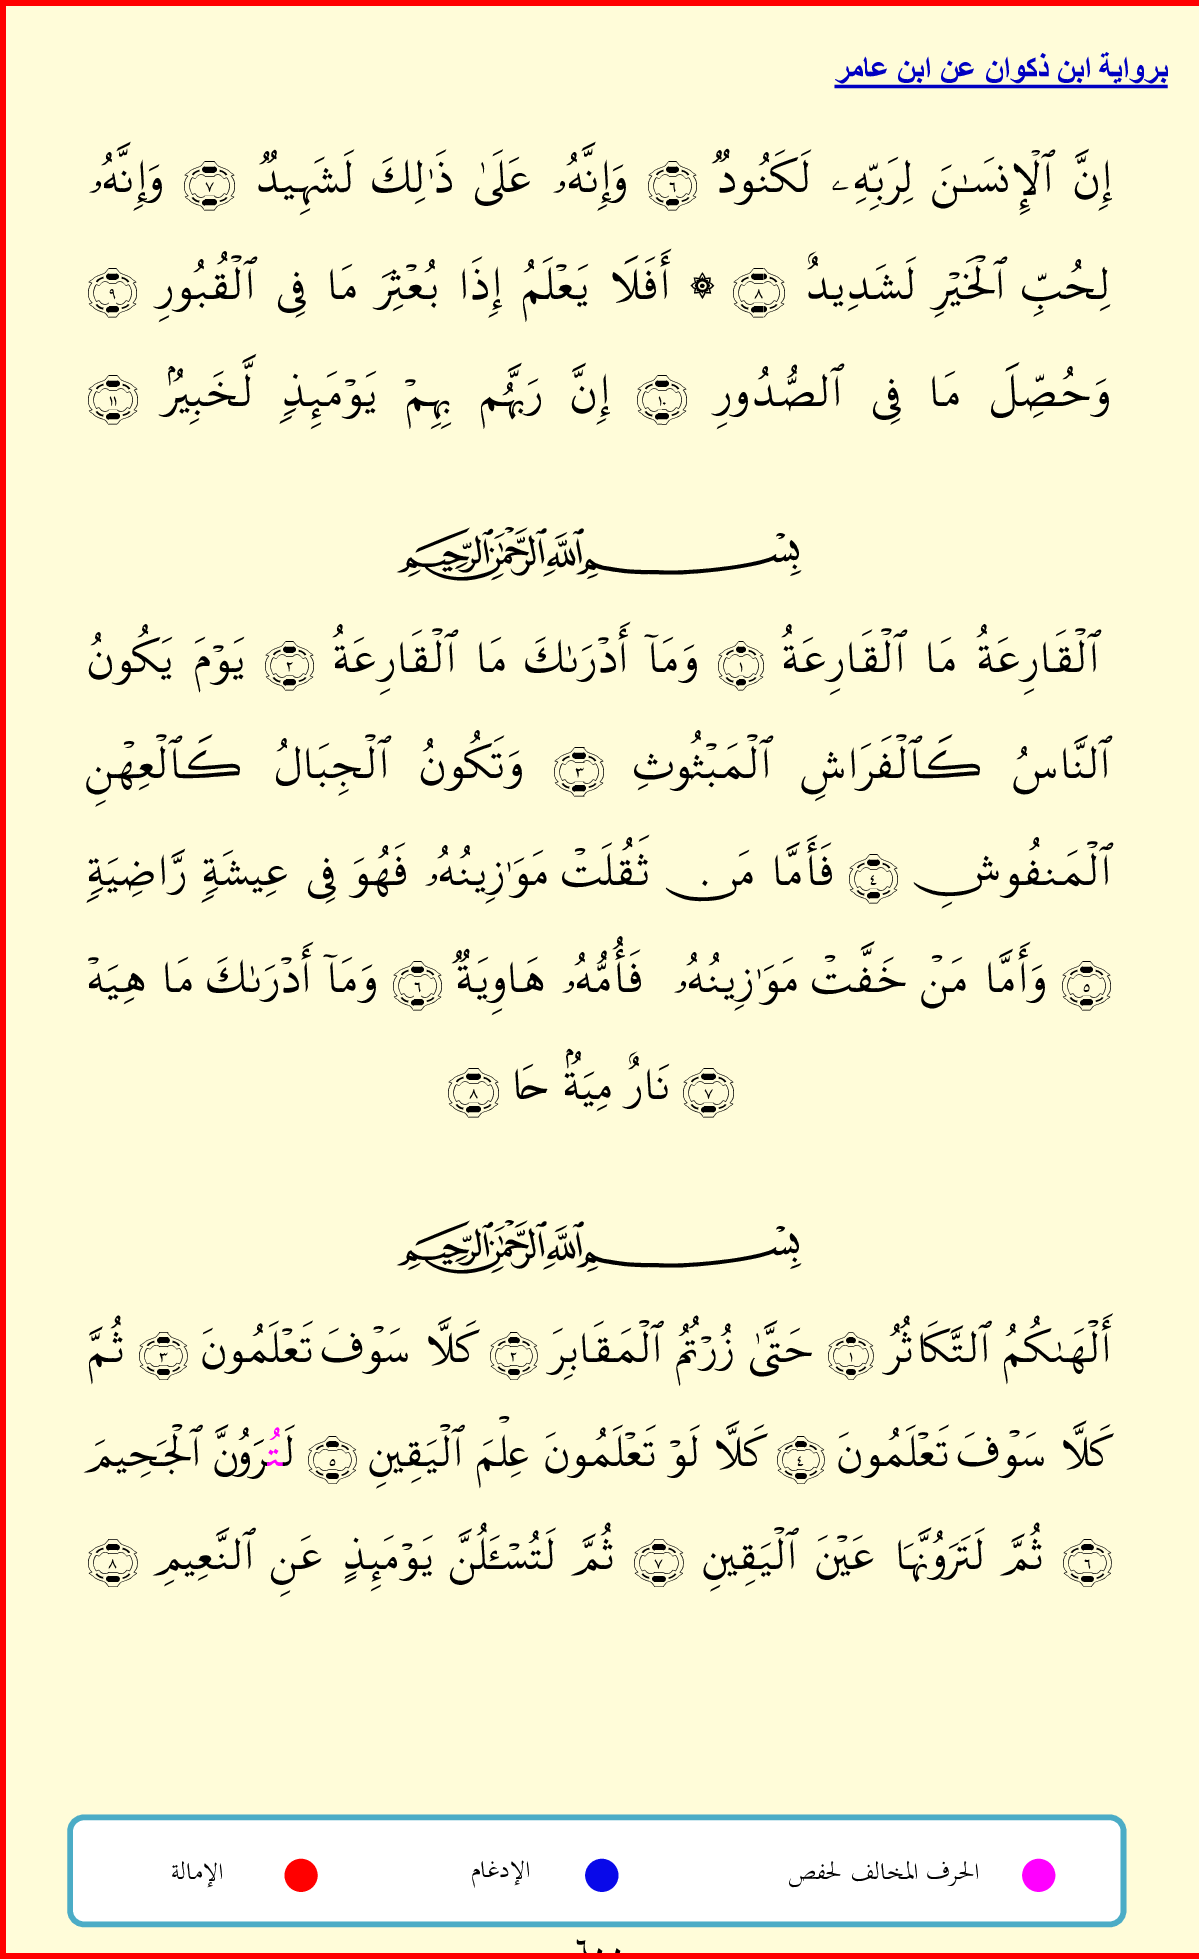 برواية ابن ذكوان عن ابن عامر
إِنَّ ٱلْإِنسَٰنَ لِرَبِّهِۦ لَكَنُودٌ ٦ وَإِنَّهُۥ عَلَىٰ ذَٰلِكَ لَشَهِيدٌ ٧ وَإِنَّهُۥ
لِحُبِّ ٱلْخَيْرِ لَشَدِيدٌ ٨ ۞ أَفَلَا يَعْلَمُ إِذَا بُعْثِرَ مَا فِى ٱلْقُبُورِ ٩
وَحُصِّلَ مَا فِى ٱلصُّدُورِ ١٠ إِنَّ رَبَّهُم بِهِمْ يَوْمَئِذٍ لَّخَبِيرٌۢ ١١
بِسْمِ ٱللَّهِ ٱلرَّحْمَٰنِ ٱلرَّحِيمِ
ٱلْقَارِعَةُ مَا ٱلْقَارِعَةُ ١ وَمَآ أَدْرَىٰكَ مَا ٱلْقَارِعَةُ ٢ يَوْمَ يَكُونُ
ٱلنَّاسُ كَٱلْفَرَاشِ ٱلْمَبْثُوثِ ٣ وَتَكُونُ ٱلْجِبَالُ كَٱلْعِهْنِ
ٱلْمَنفُوشِ ٤ فَأَمَّا مَن ثَقُلَتْ مَوَٰزِينُهُۥ فَهُوَ فِى عِيشَةٍ رَّاضِيَةٍ
٥ وَأَمَّا مَنْ خَفَّتْ مَوَٰزِينُهُۥ فَأُمُّهُۥ هَاوِيَةٌ ٦ وَمَآ أَدْرَىٰكَ مَا هِيَهْ
٧ نَارٌ مِيَةٌۢ حَا ٨
بِسْمِ ٱللَّهِ ٱلرَّحْمَٰنِ ٱلرَّحِيمِ
أَلْهَىٰكُمُ ٱلتَّكَاثُرُ ١ حَتَّىٰ زُرْتُمُ ٱلْمَقَابِرَ ٢ كَلَّا سَوْفَ تَعْلَمُونَ ٣ ثُمَّ
كَلَّا سَوْفَ تَعْلَمُونَ ٤ كَلَّا لَوْ تَعْلَمُونَ عِلْمَ ٱلْيَقِينِ ٥ لَتُرَوُنَّ ٱلْجَحِيمَ
٦ ثُمَّ لَتَرَوُنَّهَا عَيْنَ ٱلْيَقِينِ ٧ ثُمَّ لَتُسْـَٔلُنَّ يَوْمَئِذٍ عَنِ ٱلنَّعِيمِ ٨
الحرف المخالف لحفص الإدغام الإمالة
٦٠٠